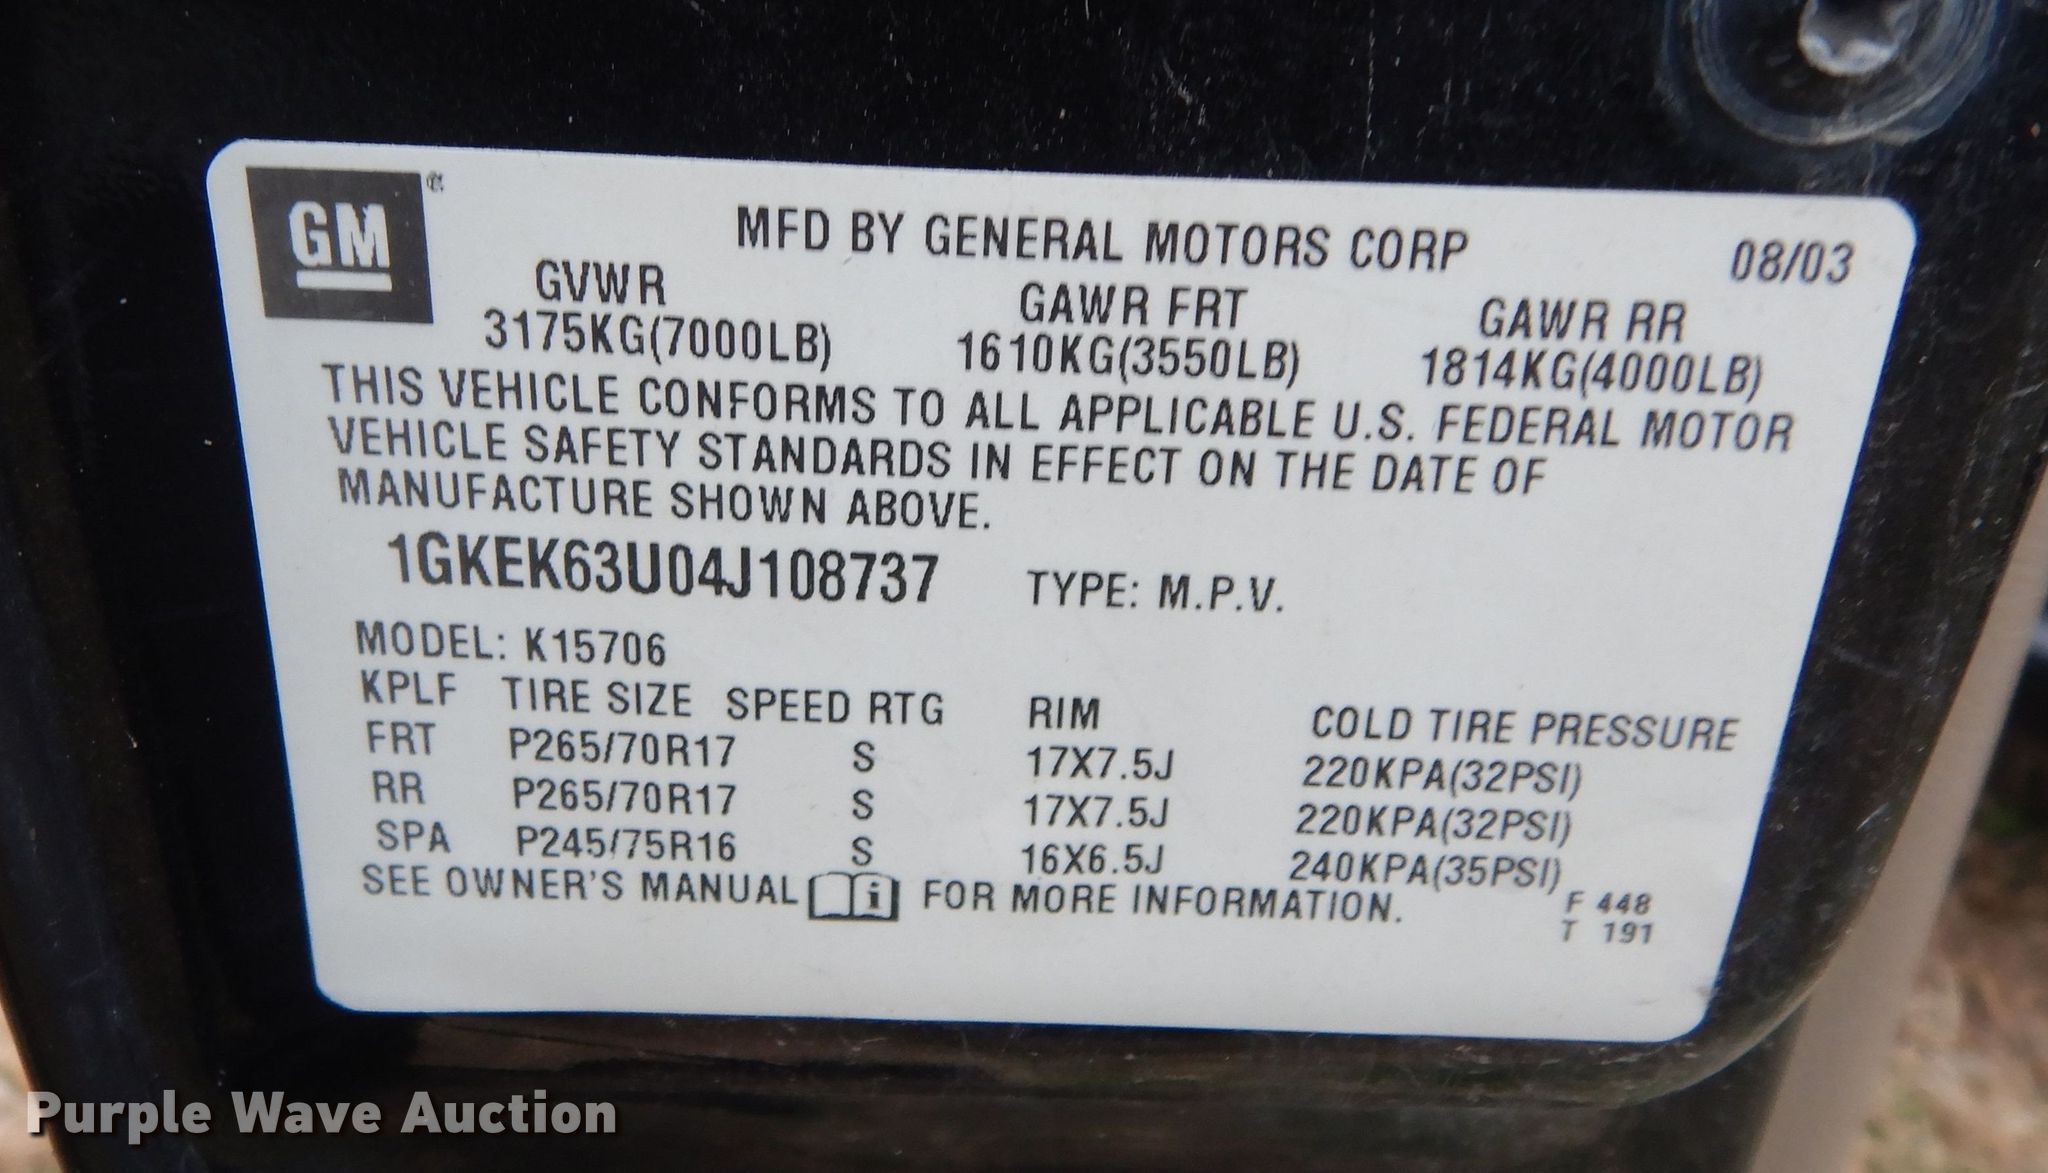 GM
MFD BY GENERAL MOTORS CORP 08/03
GVWR GAWR FRT GAWR RR
3175KG(7000LB) 1610KG(3550LB) 1814KG(4000LB)
THIS VEHICLE CONFORMS TO ALL APPLICABLE U.S. FEDERAL MOTOR
VEHICLE SAFETY STANDARDS IN EFFECT ON THE DATE OF
MANUFACTURE SHOWN ABOVE.
1GKEK63U04J108737 TYPE: M.P.V.
MODEL: K15706
KPLF TIRE SIZE SPEED RTG RIM COLD TIRE PRESSURE
FRT P265/70R17 S 17X7.5J 220KPA(32PSI)
RR P265/70R17 S 17X7.5J 220KPA(32PSI)
SPA P245/75R16 S 16X6.5J 240KPA(35PSI)
SEE OWNER'S MANUAL i FOR MORE INFORMATION.
F 448
T 191
Purple Wave Auction